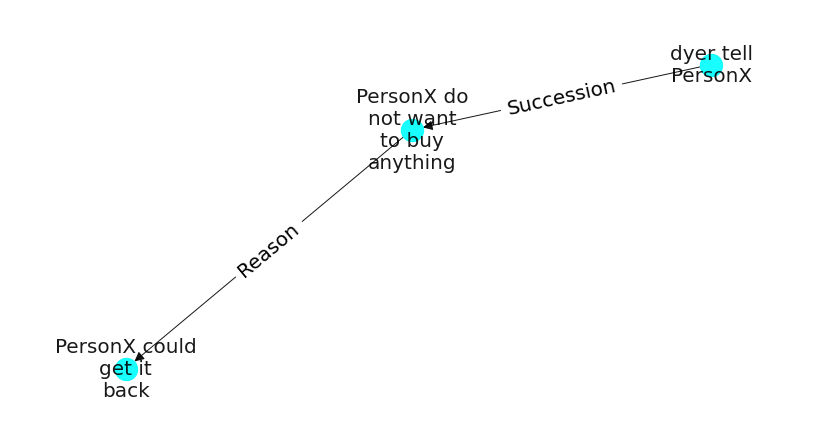 dyer tell
PersonX
Succession
PersonX do
not want
to buy
anything
Reason
PersonX could
get it
back